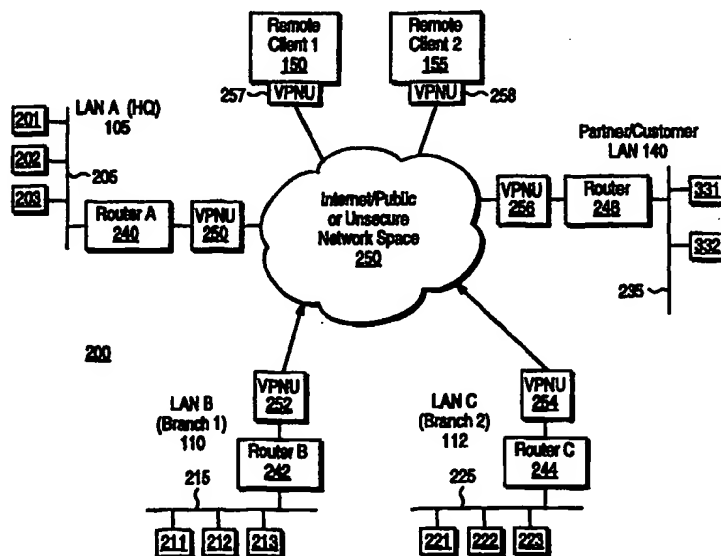 Remote
Client 1
150
VPNU
257
Remote
Client 2
155
VPNU
258
LAN A (HQ)
105
201
202
203
205
Router A
240
VPNU
250
Internet/Public
or Unsecure
Network Space
250
VPNU
256
Router
248
Partner/Customer
LAN 140
331
332
235
200
VPNU
252
LAN B
(Branch 1)
110
Router B
242
215
211
212
213
VPNU
254
LAN C
(Branch 2)
112
Router C
244
225
221
222
223